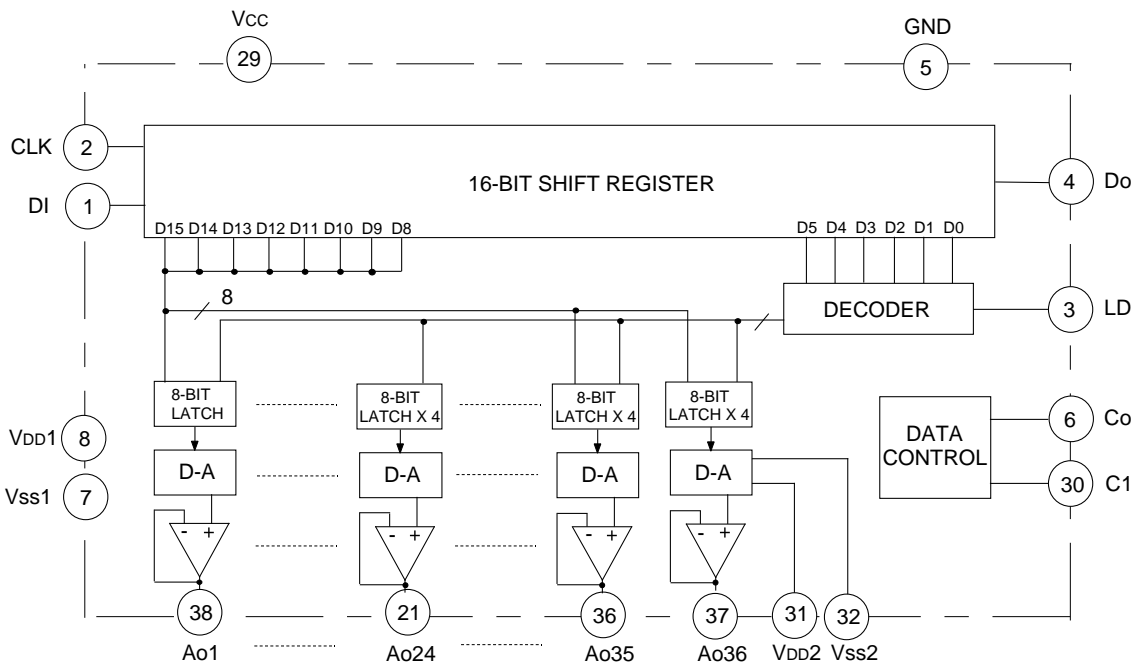 Vcc
GND
29
5
CLK
2
16-BIT SHIFT REGISTER
4
Do
DI
1
D15 D14 D13 D12 D11 D10 D9 D8
D5 D4 D3 D2 D1 D0
8
DECODER
3
LD
8-BIT
LATCH
8-BIT
LATCH X 4
8-BIT
LATCH X 4
8-BIT
LATCH X 4
DATA
CONTROL
6
Co
VDD1
8
30
C1
Vss1
7
D-A
D-A
D-A
D-A
- +
- +
- +
- +
38
21
36
37
31
32
Ao1
Ao24
Ao35
Ao36
VDD2
Vss2